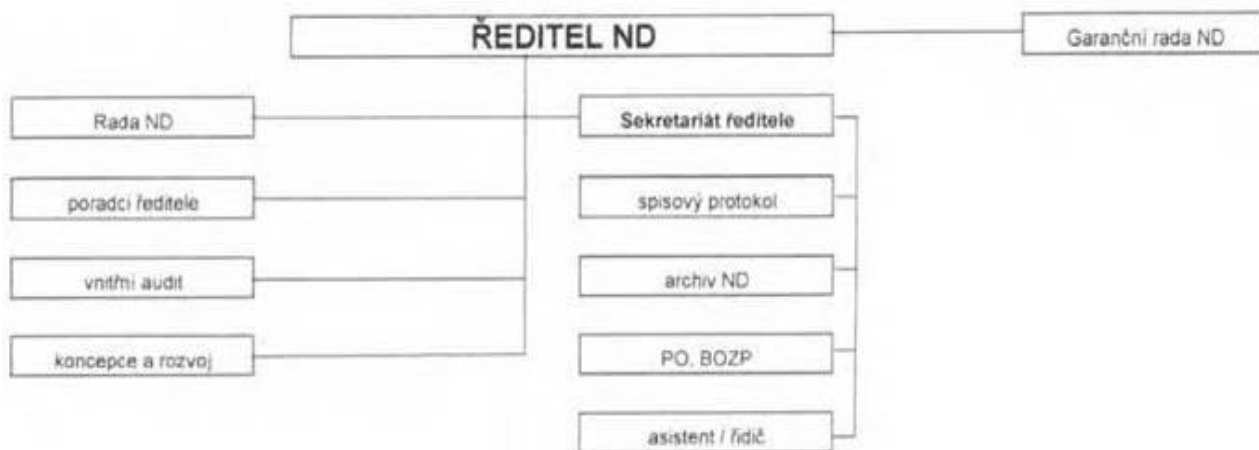 ŘEDITEL ND
Garanční rada ND
Rada ND
Sekretariát ředitele
poradci ředitele
spisový protokol
vnitřní audit
archiv ND
koncepce a rozvoj
PO, BOZP
asistent / řidič